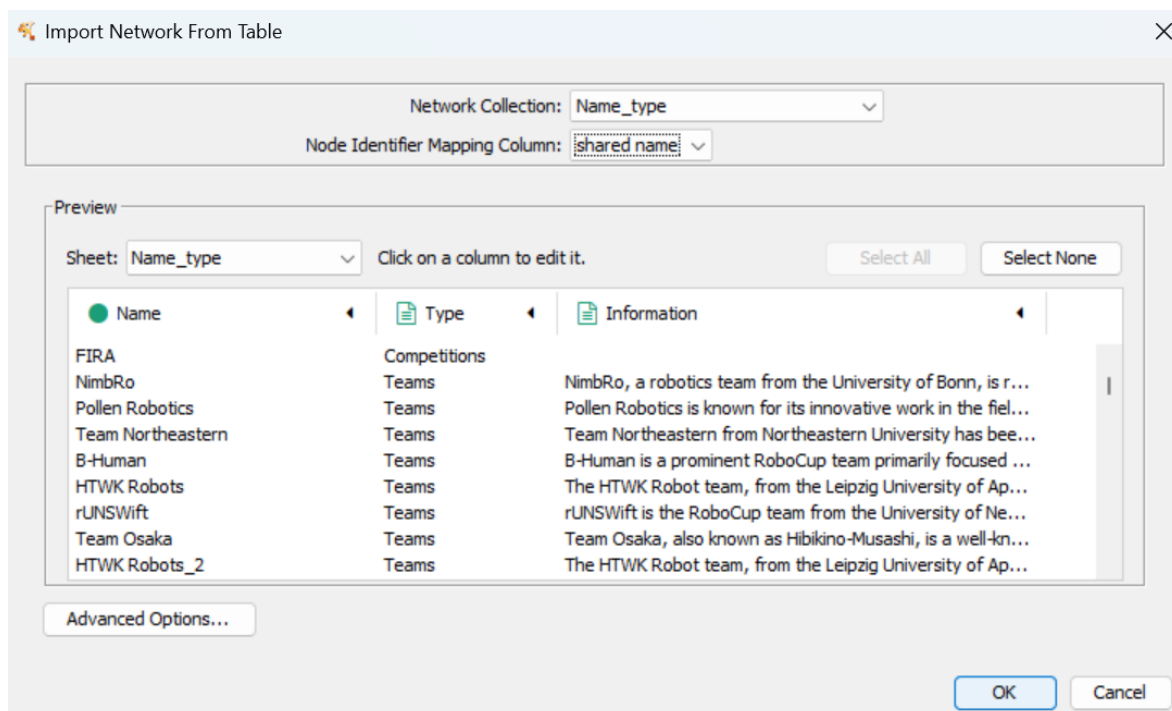 Import Network From Table
Network Collection: Name_type
Node Identifier Mapping Column: shared name
Preview
Sheet: Name_type Click on a column to edit it. Select All Select None
Name Type Information
FIRA Competitions
NimbRo Teams NimbRo, a robotics team from the University of Bonn, is r...
Pollen Robotics Teams Pollen Robotics is known for its innovative work in the fiel...
Team Northeastern Teams Team Northeastern from Northeastern University has bee...
B-Human Teams B-Human is a prominent RoboCup team primarily focused ...
HTWK Robots Teams The HTWK Robot team, from the Leipzig University of Ap...
rUNSWift Teams rUNSWift is the RoboCup team from the University of Ne...
Team Osaka Teams Team Osaka, also known as Hibikino-Musashi, is a well-kn...
HTWK Robots_2 Teams The HTWK Robot team, from the Leipzig University of Ap...
Advanced Options...
OK Cancel